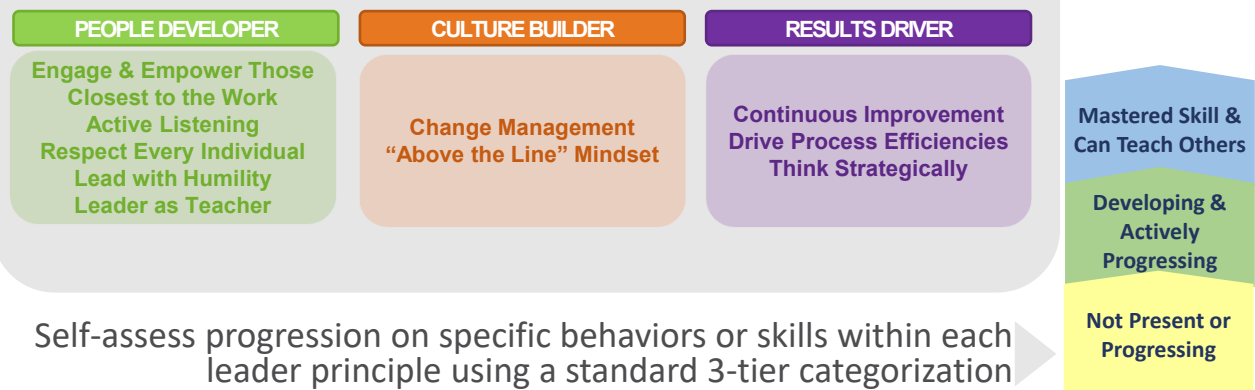 PEOPLE DEVELOPER
Engage & Empower Those
Closest to the Work
Active Listening
Respect Every Individual
Lead with Humility
Leader as Teacher
CULTURE BUILDER
Change Management
“Above the Line” Mindset
RESULTS DRIVER
Continuous Improvement
Drive Process Efficiencies
Think Strategically
Mastered Skill &
Can Teach Others
Developing &
Actively
Progressing
Not Present or
Progressing
Self-assess progression on specific behaviors or skills within each
leader principle using a standard 3-tier categorization